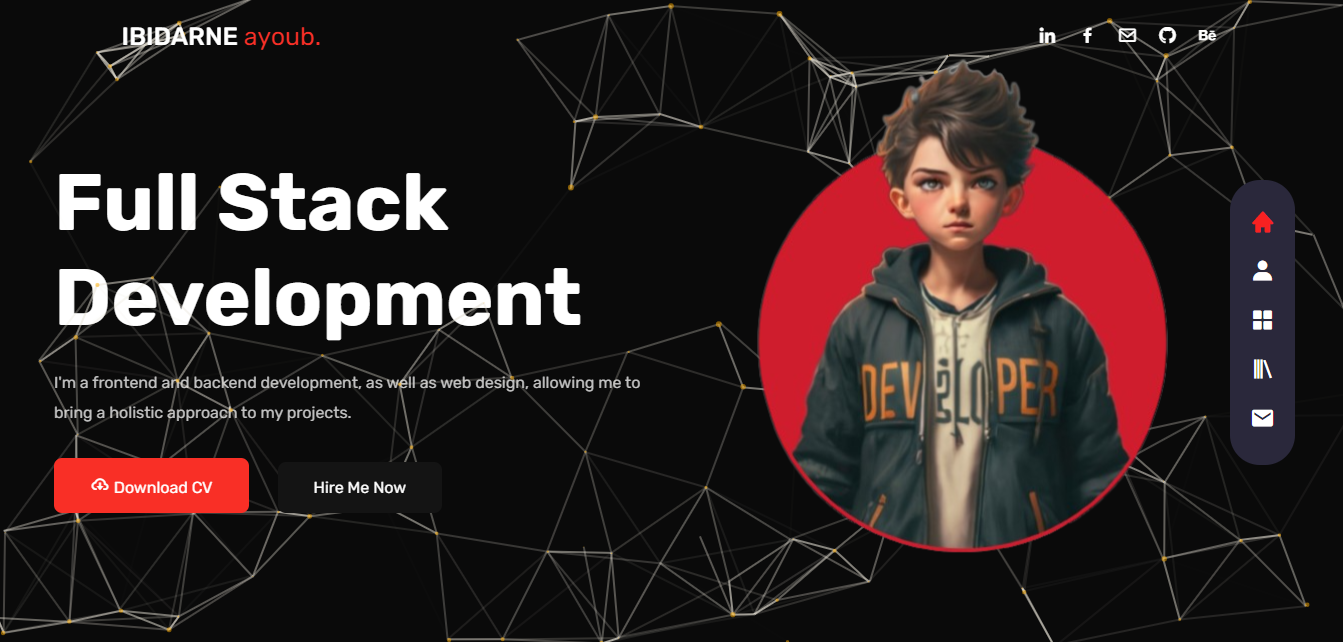 IBIDARNE ayoub.
Bē
Full Stack
Development
I'm a frontend and backend development, as well as web design, allowing me to
bring a holistic approach to my projects.
Download CV
Hire Me Now
DEVELOPER